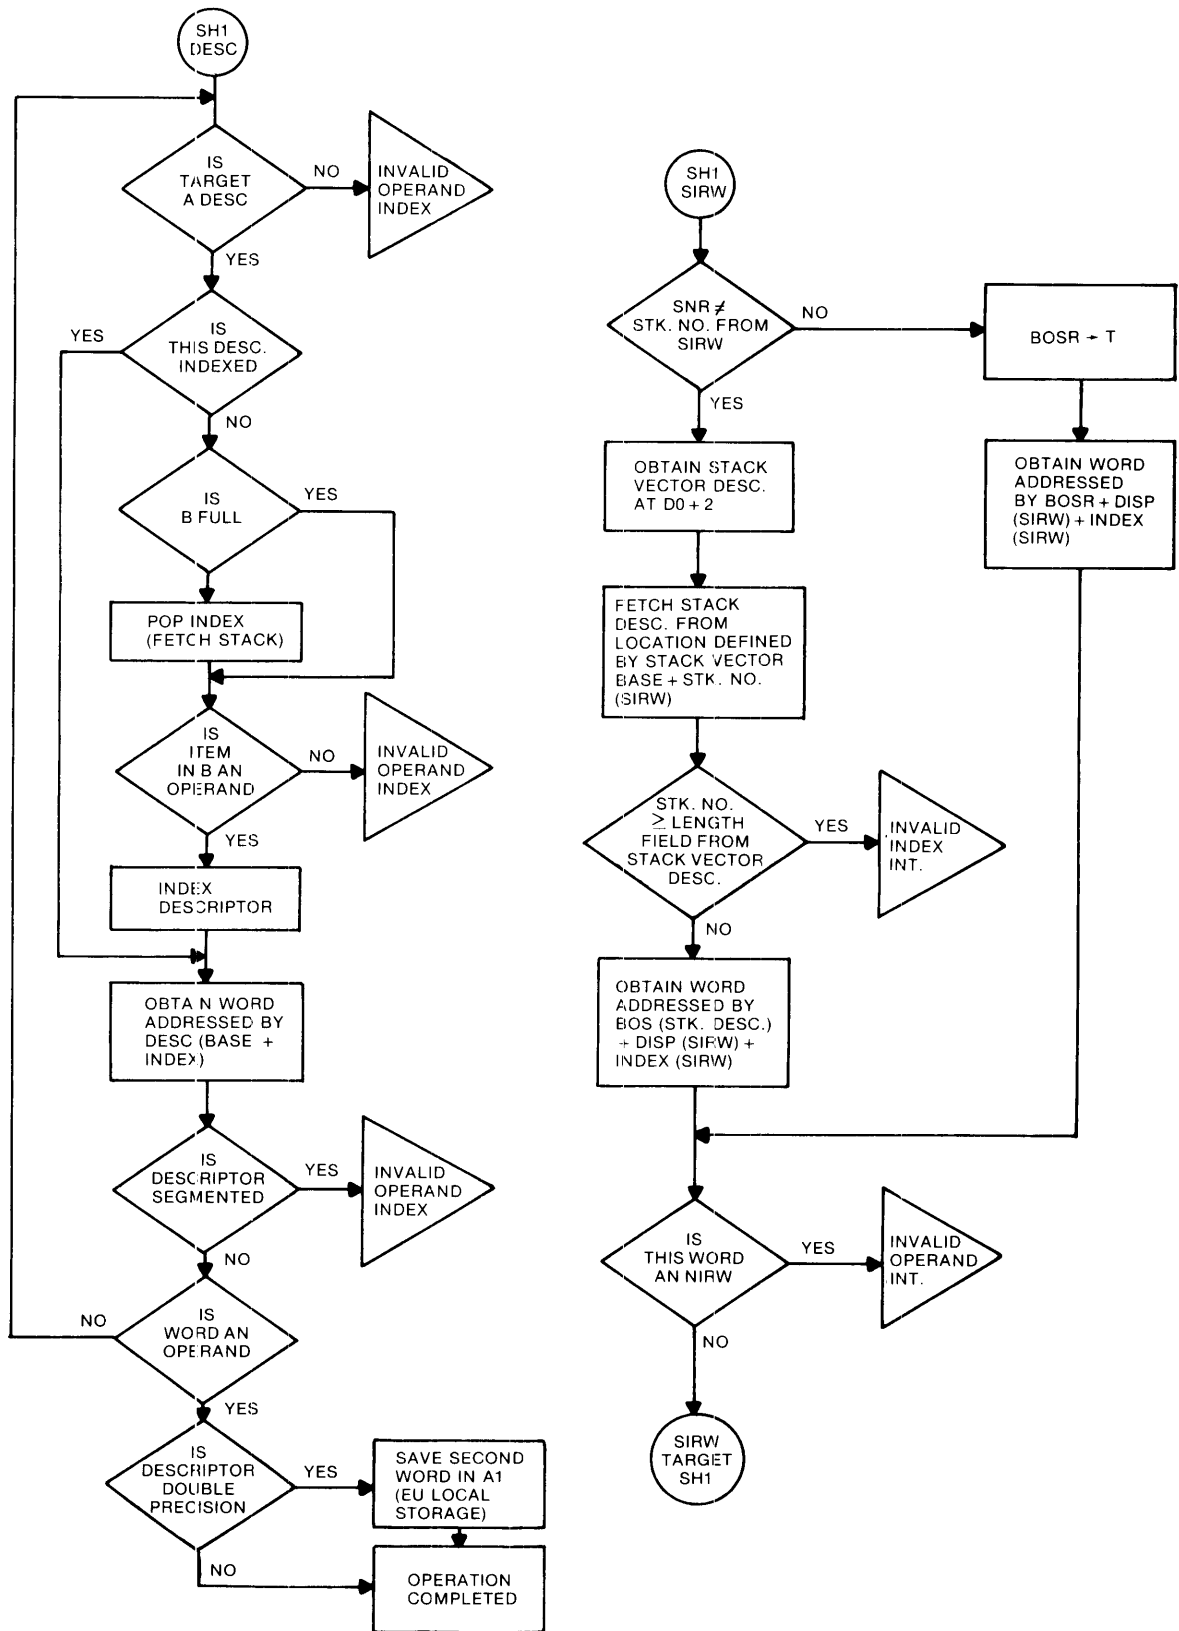 SH1
DESC
IS
TARGET
A DESC
NO
INVALID
OPERAND
INDEX
YES
YES
IS
THIS DESC.
INDEXED
NO
IS
B FULL
YES
POP INDEX
(FETCH STACK)
IS
ITEM
IN B AN
OPERAND
NO
INVALID
OPERAND
INDEX
YES
INDEX
DESCRIPTOR
OBTAIN WORD
ADDRESSED BY
DESC (BASE +
INDEX)
IS
DESCRIPTOR
SEGMENTED
YES
INVALID
OPERAND
INDEX
NO
NO
IS
WORD AN
OPERAND
YES
IS
DESCRIPTOR
DOUBLE
PRECISION
YES
SAVE SECOND
WORD IN A1
(EU LOCAL
STORAGE)
NO
OPERATION
COMPLETED
SH1
SIRW
SNR ≠
STK. NO. FROM
SIRW
NO
BOSR → T
YES
OBTAIN STACK
VECTOR DESC.
AT D0 + 2
OBTAIN WORD
ADDRESSED
BY BOSR + DISP
(SIRW) + INDEX
(SIRW)
FETCH STACK
DESC. FROM
LOCATION DEFINED
BY STACK VECTOR
BASE + STK. NO.
(SIRW)
STK. NO.
≥ LENGTH
FIELD FROM
STACK VECTOR
DESC.
YES
INVALID
INDEX
INT.
NO
OBTAIN WORD
ADDRESSED BY
BOS (STK. DESC.)
+ DISP (SIRW) +
INDEX (SIRW)
IS
THIS WORD
AN NIRW
YES
INVALID
OPERAND
INT.
NO
SIRW
TARGET
SH1